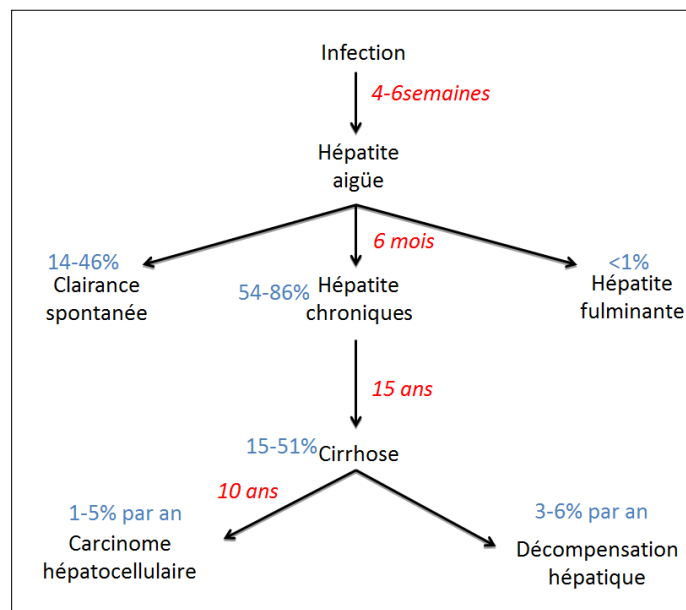 Infection
4-6semaines
Hépatite
aigüe
6 mois
14-46%
Clairance
spontanée
54-86%
Hépatite
chroniques
<1%
Hépatite
fulminante
15 ans
15-51%
Cirrhose
10 ans
1-5% par an
Carcinome
hépatocellulaire
3-6% par an
Décompensation
hépatique